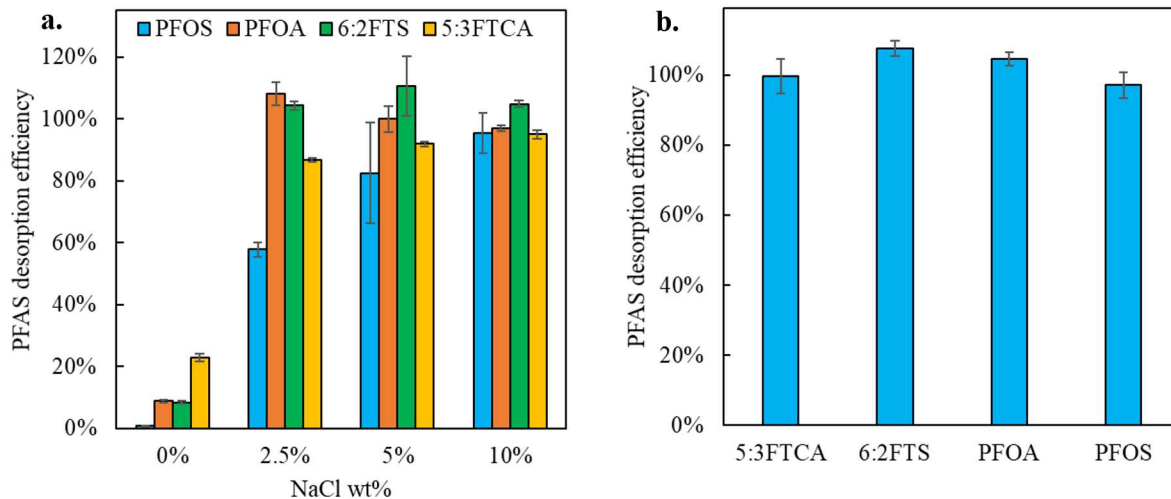 a.
PFOS PFOA 6:2FTS 5:3FTCA
PFAS desorption efficiency
120%
100%
80%
60%
40%
20%
0%
0% 2.5% 5% 10%
NaCl wt%
b.
PFAS desorption efficiency
100%
80%
60%
40%
20%
0%
5:3FTCA 6:2FTS PFOA PFOS